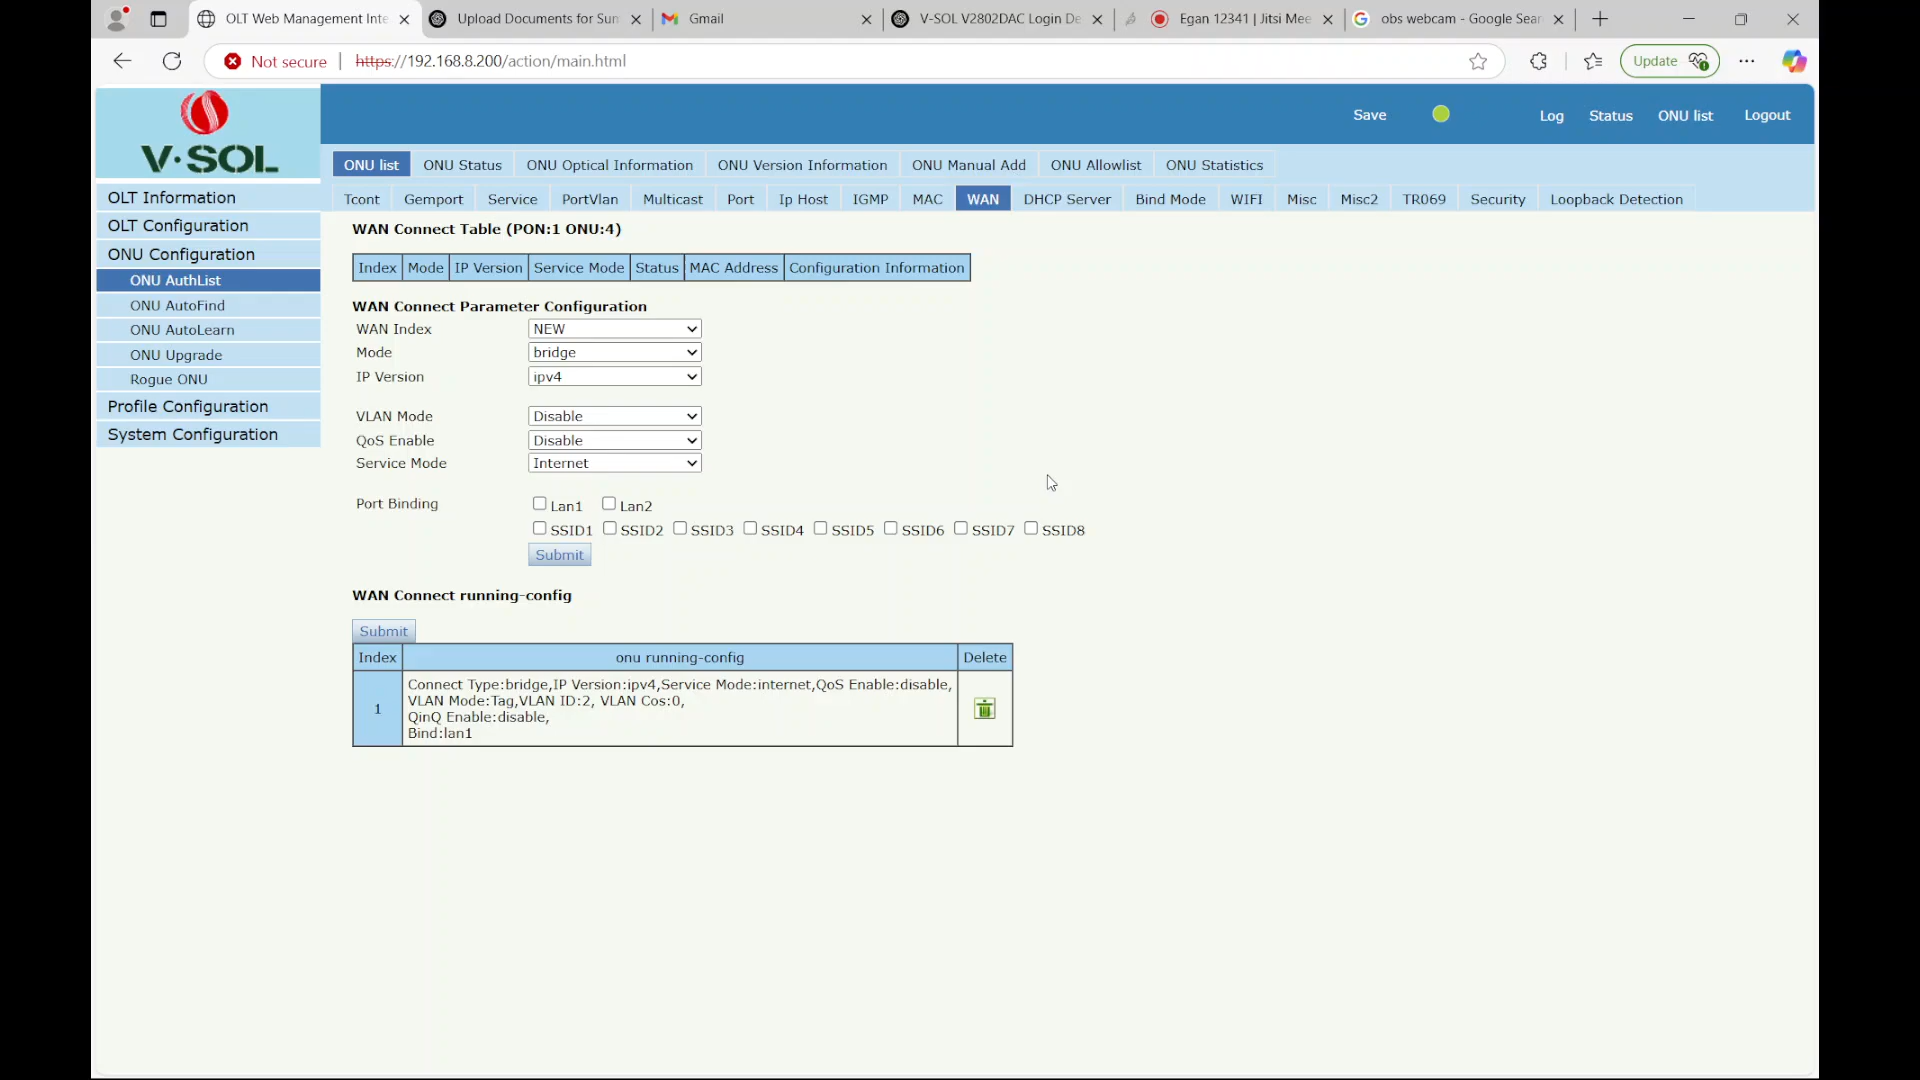 OLT Web Management Inte
Upload Documents for Sun
Gmail
V-SOL V2802DAC Login De
Egan 12341 | Jitsi Mee
obs webcam - Google Sear
Not secure
https://192.168.8.200/action/main.html
Update
V·SOL
Save
Log
Status
ONU list
Logout
ONU list
ONU Status
ONU Optical Information
ONU Version Information
ONU Manual Add
ONU Allowlist
ONU Statistics
Tcont
Gemport
Service
PortVlan
Multicast
Port
Ip Host
IGMP
MAC
WAN
DHCP Server
Bind Mode
WIFI
Misc
Misc2
TR069
Security
Loopback Detection
OLT Information
OLT Configuration
ONU Configuration
ONU AuthList
ONU AutoFind
ONU AutoLearn
ONU Upgrade
Rogue ONU
Profile Configuration
System Configuration
WAN Connect Table (PON:1 ONU:4)
Index Mode IP Version Service Mode Status MAC Address Configuration Information
WAN Connect Parameter Configuration
WAN Index NEW
Mode bridge
IP Version ipv4
VLAN Mode Disable
QoS Enable Disable
Service Mode Internet
Port Binding Lan1 Lan2
SSID1 SSID2 SSID3 SSID4 SSID5 SSID6 SSID7 SSID8
Submit
WAN Connect running-config
Submit
Index onu running-config Delete
1
Connect Type:bridge,IP Version:ipv4,Service Mode:internet,QoS Enable:disable,
VLAN Mode:Tag,VLAN ID:2, VLAN Cos:0,
QinQ Enable:disable,
Bind:lan1